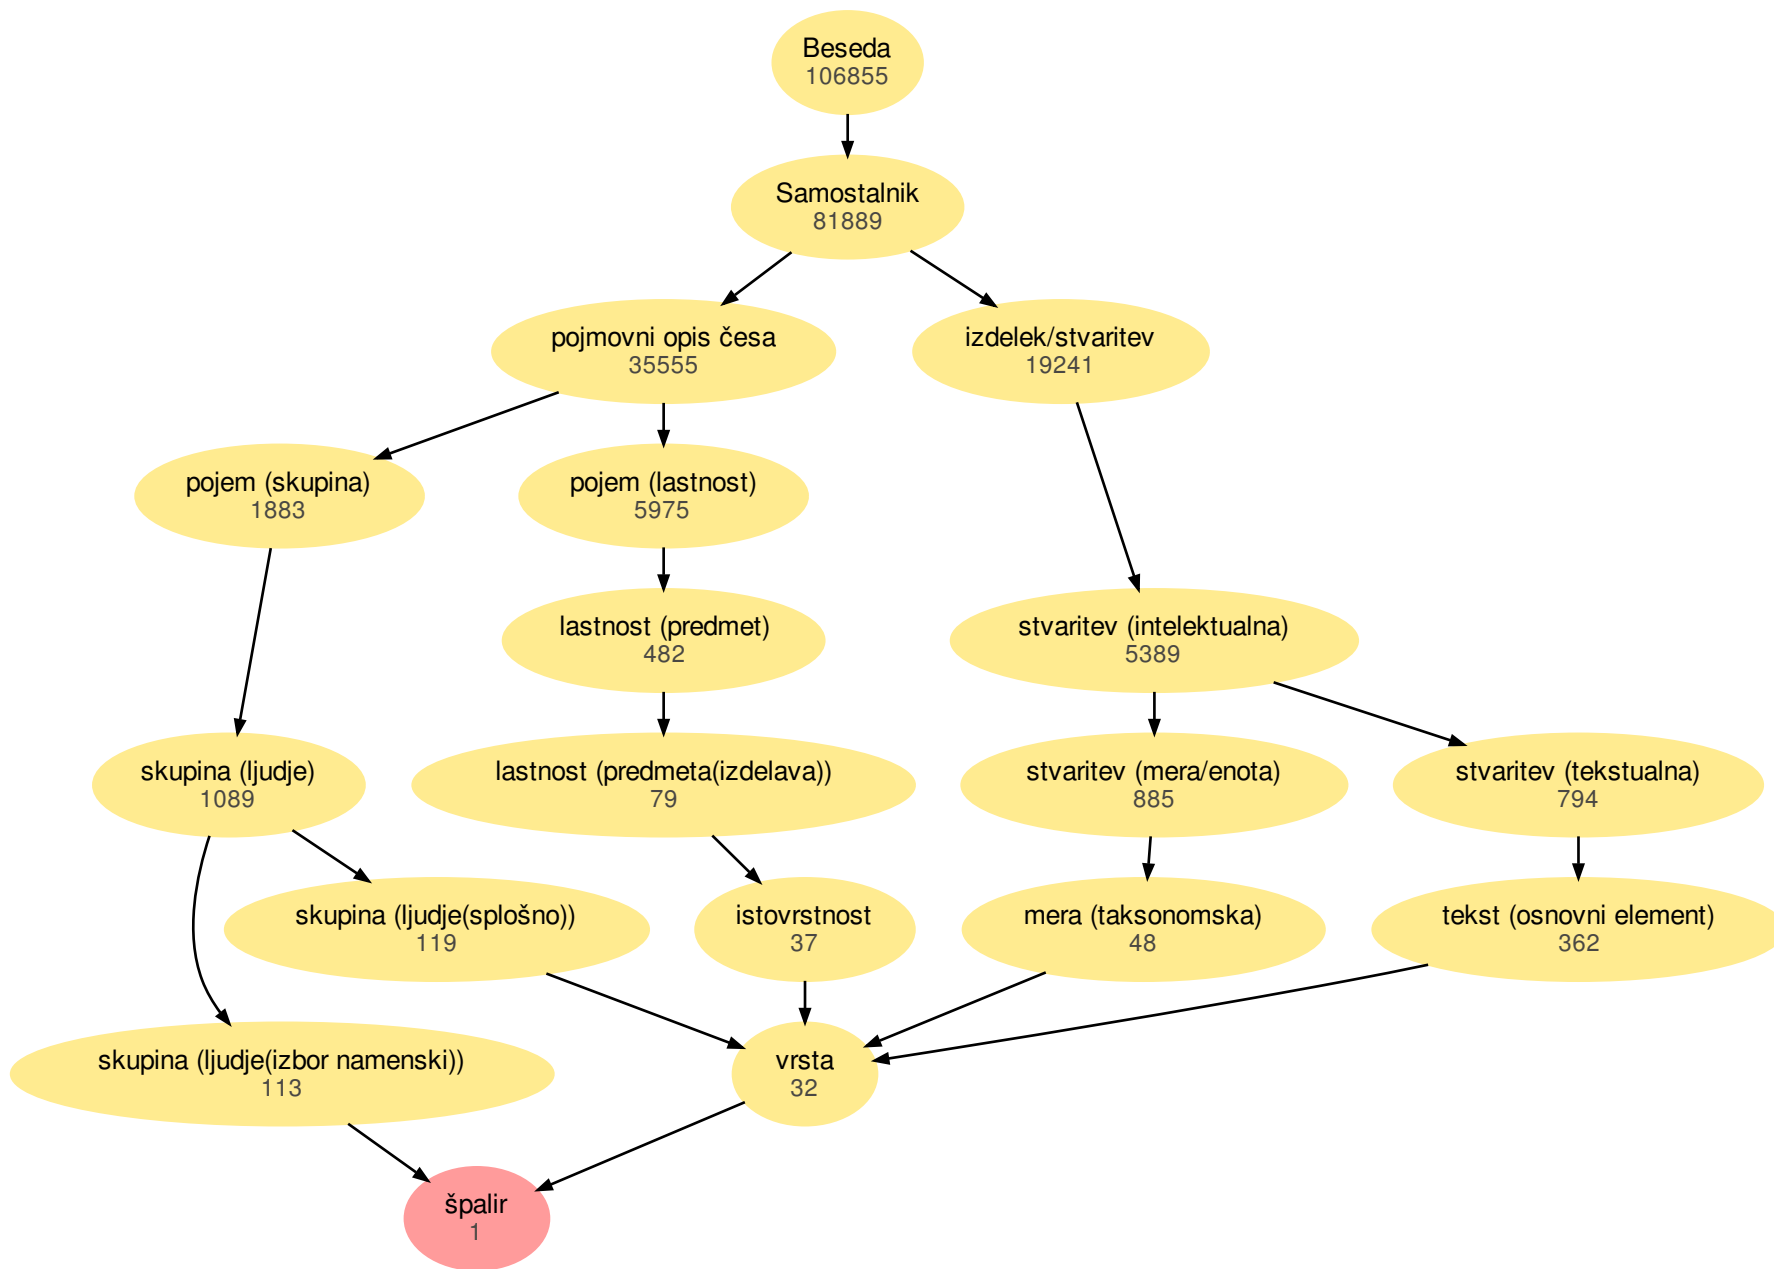 Beseda
106855
Samostalnik
81889
pojmovni opis česa
35555
izdelek/stvaritev
19241
pojem (skupina)
1883
pojem (lastnost)
5975
lastnost (predmet)
482
stvaritev (intelektualna)
5389
skupina (ljudje)
1089
lastnost (predmeta(izdelava))
79
stvaritev (mera/enota)
885
stvaritev (tekstualna)
794
skupina (ljudje(splošno))
119
istovrstnost
37
mera (taksonomska)
48
tekst (osnovni element)
362
skupina (ljudje(izbor namenski))
113
vrsta
32
špalir
1